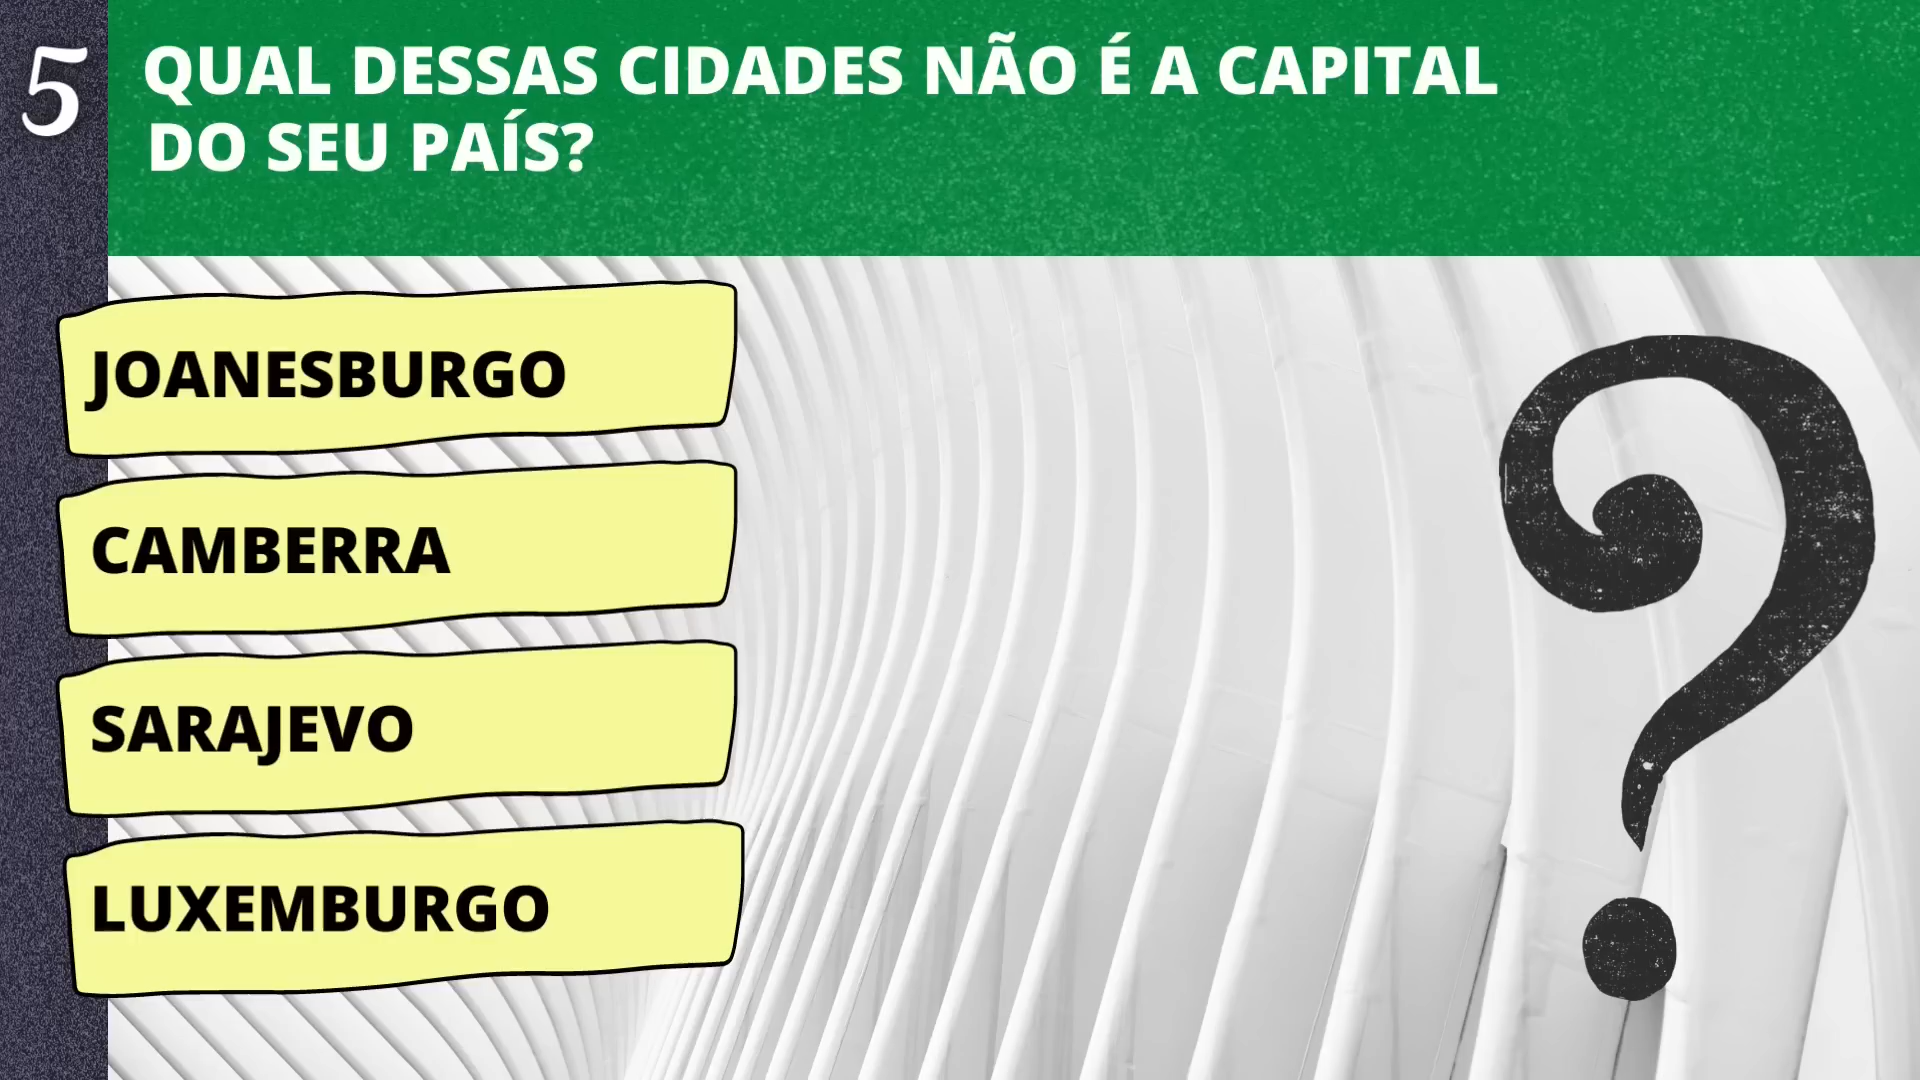 5
QUAL DESSAS CIDADES NÃO É A CAPITAL
DO SEU PAÍS?
JOANESBURGO
CAMBERRA
SARAJEVO
LUXEMBURGO
?